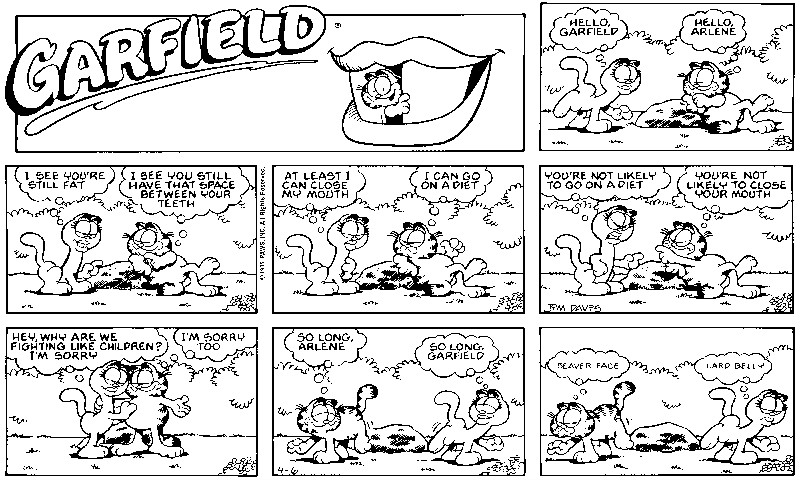 GARFIELD
®
HELLO,
GARFIELD
HELLO,
ARLENE
I SEE YOU'RE
STILL FAT
I SEE YOU STILL
HAVE THAT SPACE
BETWEEN YOUR
TEETH
AT LEAST I
CAN CLOSE
MY MOUTH
I CAN GO
ON A DIET
YOU'RE NOT LIKELY
TO GO ON A DIET
YOU'RE NOT
LIKELY TO CLOSE
YOUR MOUTH
JIM DAVIS
HEY, WHY ARE WE
FIGHTING LIKE CHILDREN?
I'M SORRY
I'M SORRY
TOO
SO LONG,
ARLENE
SO LONG,
GARFIELD
4-6
BEAVER FACE
LARD BELLY